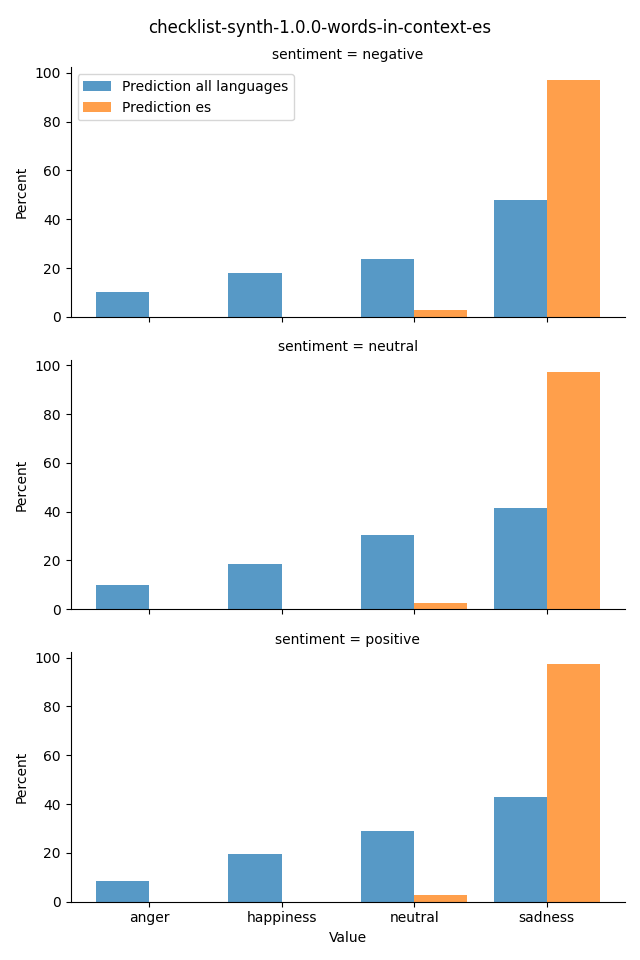 checklist-synth-1.0.0-words-in-context-es
sentiment = negative
100
80
60
40
20
0
Percent
Prediction all languages
Prediction es
sentiment = neutral
100
80
60
40
20
0
Percent
sentiment = positive
100
80
60
40
20
0
Percent
anger happiness neutral sadness
Value